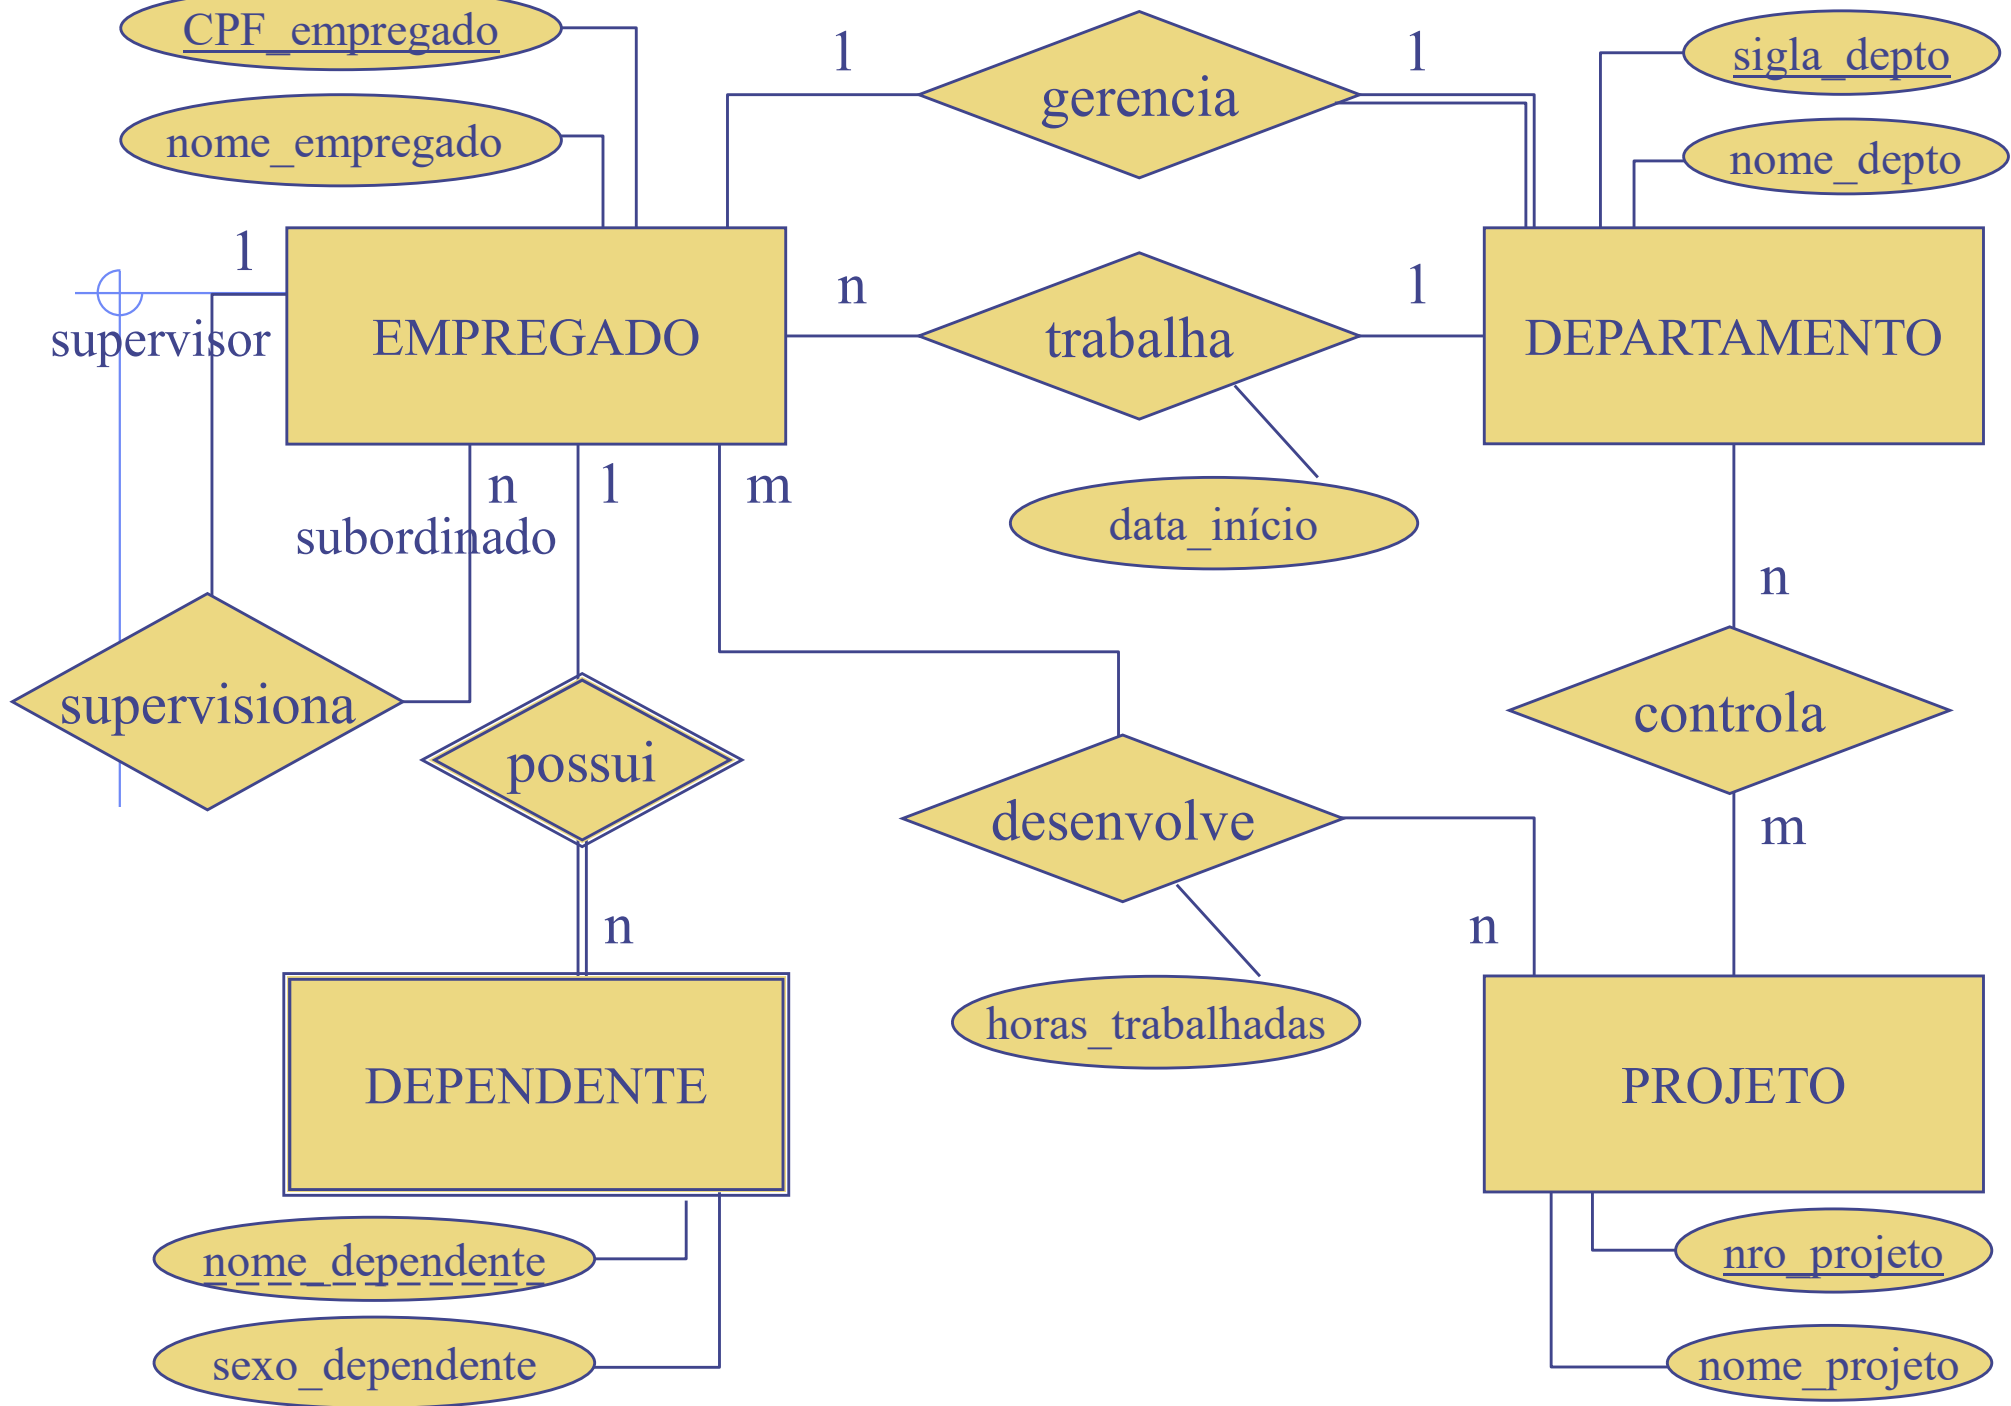 CPF_empregado
1
gerencia
1
sigla_depto
nome_empregado
nome_depto
1
supervisor
EMPREGADO
n
trabalha
1
DEPARTAMENTO
n
1
m
subordinado
data_início
n
supervisiona
possui
controla
desenvolve
m
n
n
horas_trabalhadas
DEPENDENTE
PROJETO
nome_dependente
nro_projeto
sexo_dependente
nome_projeto